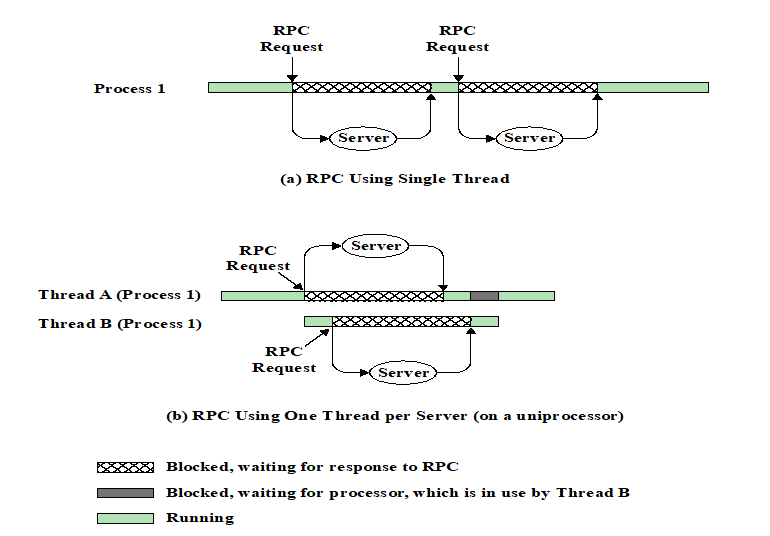 RPC
Request
RPC
Request
Process 1
Server
Server
(a) RPC Using Single Thread
Server
RPC
Request
Thread A (Process 1)
Thread B (Process 1)
RPC
Request
Server
(b) RPC Using One Thread per Server (on a uniprocessor)
Blocked, waiting for response to RPC
Blocked, waiting for processor, which is in use by Thread B
Running